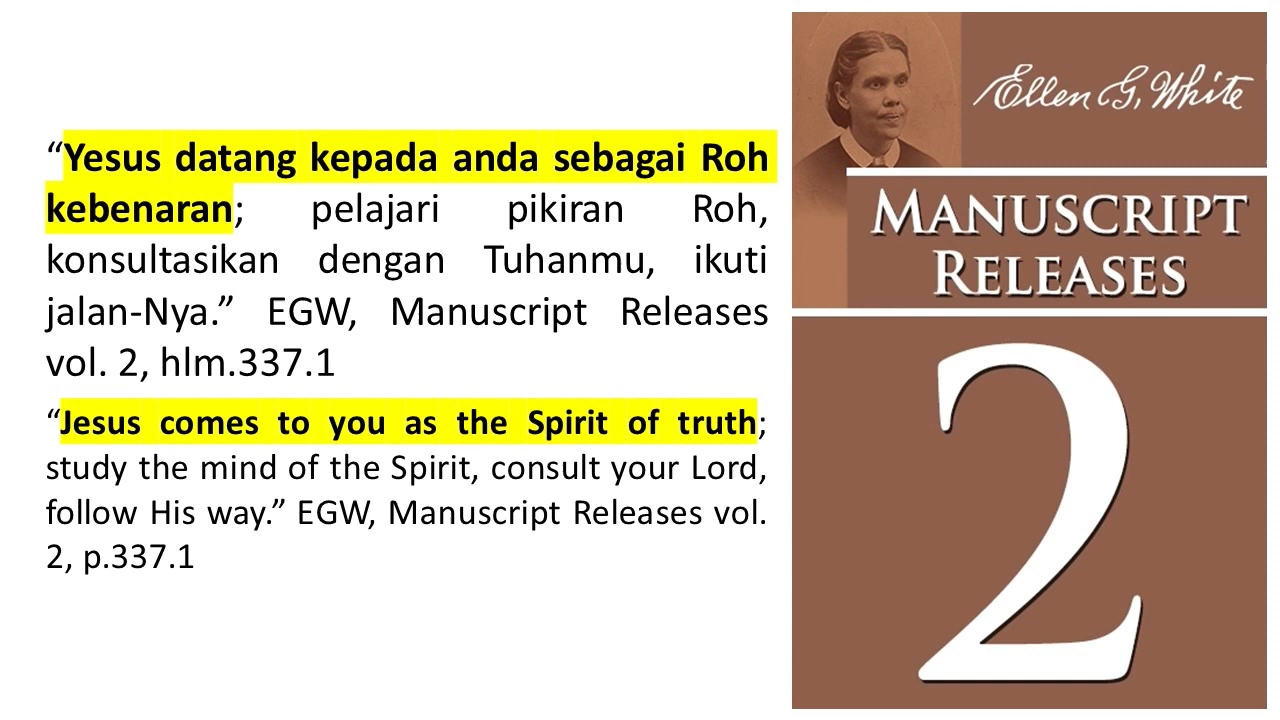 “Yesus datang kepada anda sebagai Roh
kebenaran; pelajari pikiran Roh,
konsultasikan dengan Tuhanmu, ikuti
jalan-Nya.” EGW, Manuscript Releases
vol. 2, hlm.337.1
“Jesus comes to you as the Spirit of truth;
study the mind of the Spirit, consult your Lord,
follow His way.” EGW, Manuscript Releases vol.
2, p.337.1
Ellen G. White
MANUSCRIPT
RELEASES
2